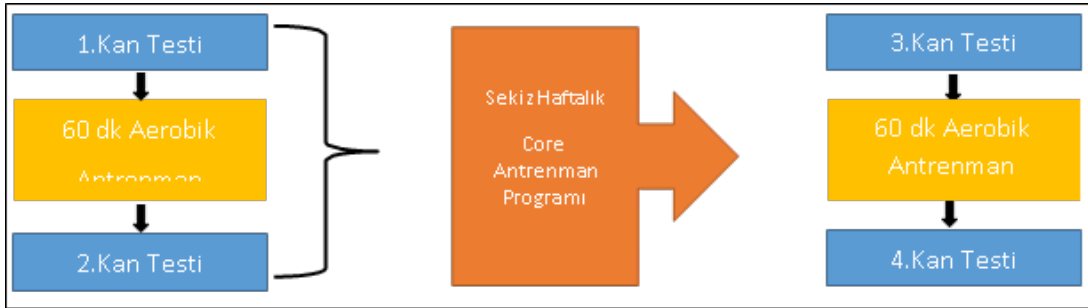 1.Kan Testi
60 dk Aerobik
Antrenman
2.Kan Testi
Sekiz Haftalık
Core
Antrenman
Programı
3.Kan Testi
60 dk Aerobik
Antrenman
4.Kan Testi